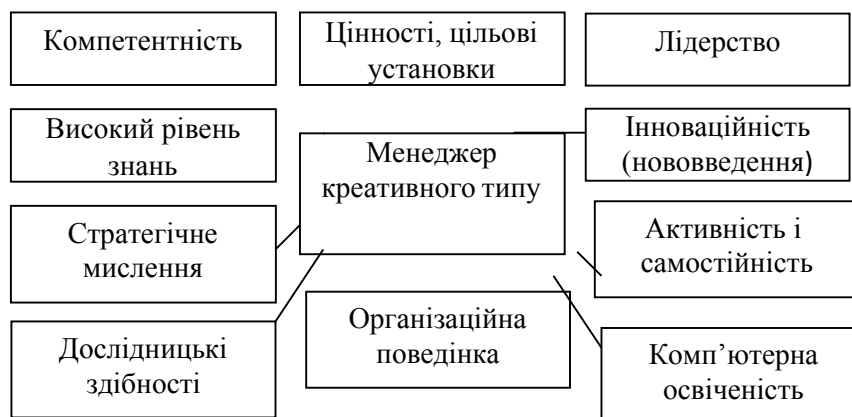 Компетентність
Цінності, цільові
установки
Лідерство
Високий рівень
знань
Менеджер
креативного типу
Інноваційність
(нововведення)
Стратегічне
мислення
Активність і
самостійність
Дослідницькі
здібності
Організаційна
поведінка
Комп’ютерна
освіченість